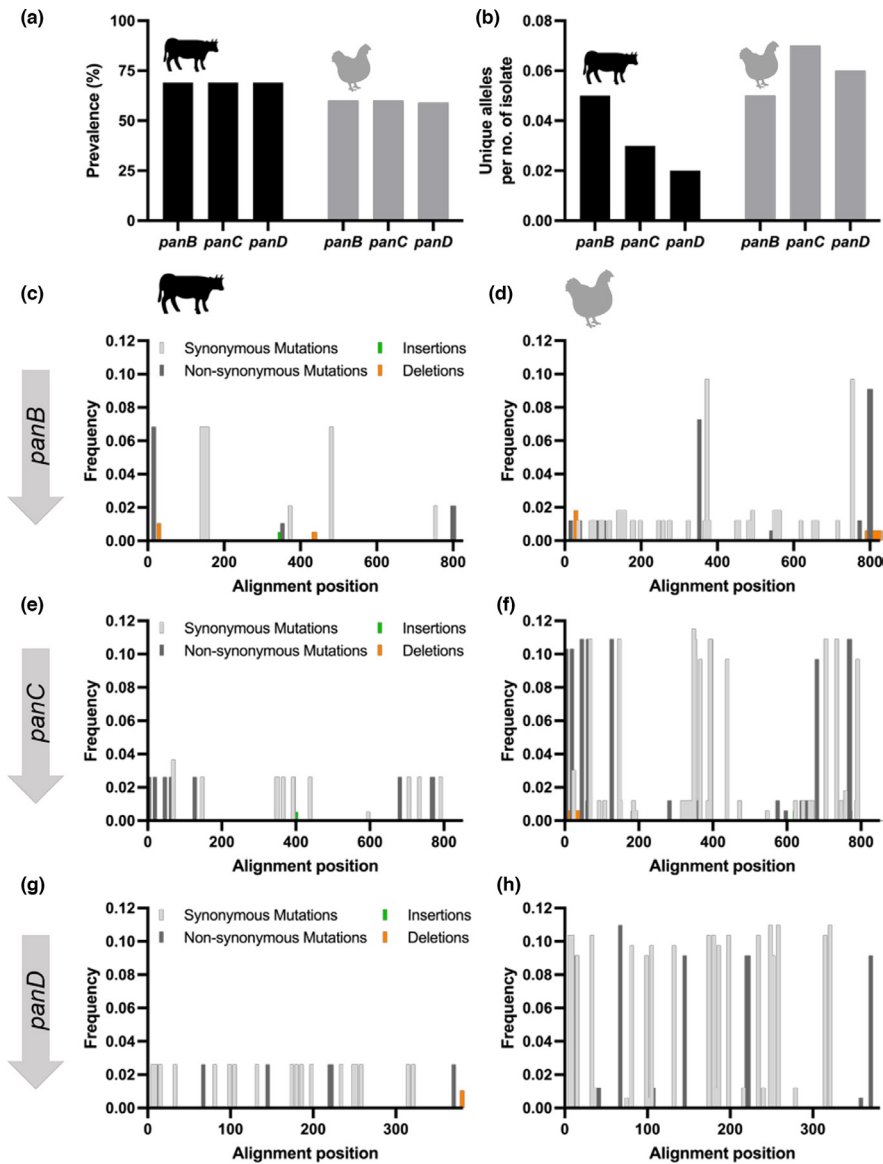 (a)
100
75
50
25
0
Prevalence (%)
panB panC panD panB panC panD
(b)
0.08
0.06
0.04
0.02
0.00
Unique alleles
per no. of isolate
panB panC panD panB panC panD
(c)
panB
0.12
0.10
0.08
0.06
0.04
0.02
0.00
Frequency
Synonymous Mutations
Non-synonymous Mutations
Insertions
Deletions
0 200 400 600 800
Alignment position
(d)
0.12
0.10
0.08
0.06
0.04
0.02
0.00
Frequency
0 200 400 600 800
Alignment position
(e)
panC
0.12
0.10
0.08
0.06
0.04
0.02
0.00
Frequency
Synonymous Mutations
Non-synonymous Mutations
Insertions
Deletions
0 200 400 600 800
Alignment position
(f)
0.12
0.10
0.08
0.06
0.04
0.02
0.00
Frequency
0 200 400 600 800
Alignment position
(g)
panD
0.12
0.10
0.08
0.06
0.04
0.02
0.00
Frequency
Synonymous Mutations
Non-synonymous Mutations
Insertions
Deletions
0 100 200 300
Alignment position
(h)
0.12
0.10
0.08
0.06
0.04
0.02
0.00
Frequency
0 100 200 300
Alignment position